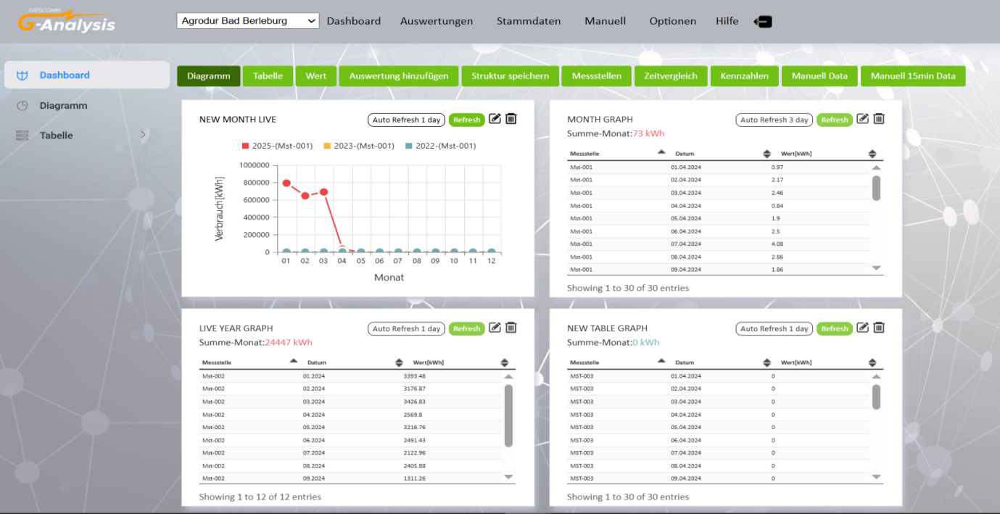 GIPSCOMM
G-Analysis
Agrodur Bad Berleburg Dashboard Auswertungen Stammdaten Manuell Optionen Hilfe
Dashboard
Diagramm
Tabelle
Diagramm Tabelle Wert Auswertung hinzufügen Struktur speichern Messstellen Zeitvergleich Kennzahlen Manuell Data Manuell 15min Data
NEW MONTH LIVE Auto Refresh 1 day Refresh
2025-(Mst-001) 2023-(Mst-001) 2022-(Mst-001)
Verbrauch[kWh]
1000000
800000
600000
400000
200000
0
01 02 03 04 05 06 07 08 09 10 11 12
Monat
MONTH GRAPH Auto Refresh 3 day Refresh
Summe-Monat:73 kWh
Messstelle Datum Wert[kWh]
Mst-001 01.04.2024 0.97
Mst-001 02.04.2024 2.17
Mst-001 03.04.2024 2.46
Mst-001 04.04.2024 0.84
Mst-001 05.04.2024 1.9
Mst-001 06.04.2024 2.5
Mst-001 07.04.2024 4.08
Mst-001 08.04.2024 2.86
Mst-001 09.04.2024 1.86
Showing 1 to 30 of 30 entries
LIVE YEAR GRAPH Auto Refresh 1 day Refresh
Summe-Monat:24447 kWh
Messstelle Datum Wert[kWh]
Mst-002 01.2024 3393.48
Mst-002 02.2024 3176.87
Mst-002 03.2024 3426.83
Mst-002 04.2024 2569.8
Mst-002 05.2024 3216.76
Mst-002 06.2024 2491.43
Mst-002 07.2024 2122.96
Mst-002 08.2024 2405.88
Mst-002 09.2024 1311.26
Showing 1 to 12 of 12 entries
NEW TABLE GRAPH Auto Refresh 1 day Refresh
Summe-Monat:0 kWh
Messstelle Datum Wert[kWh]
MST-003 01.04.2024 0
MST-003 02.04.2024 0
MST-003 03.04.2024 0
MST-003 04.04.2024 0
MST-003 05.04.2024 0
MST-003 06.04.2024 0
MST-003 07.04.2024 0
MST-003 08.04.2024 0
MST-003 09.04.2024 0
Showing 1 to 30 of 30 entries